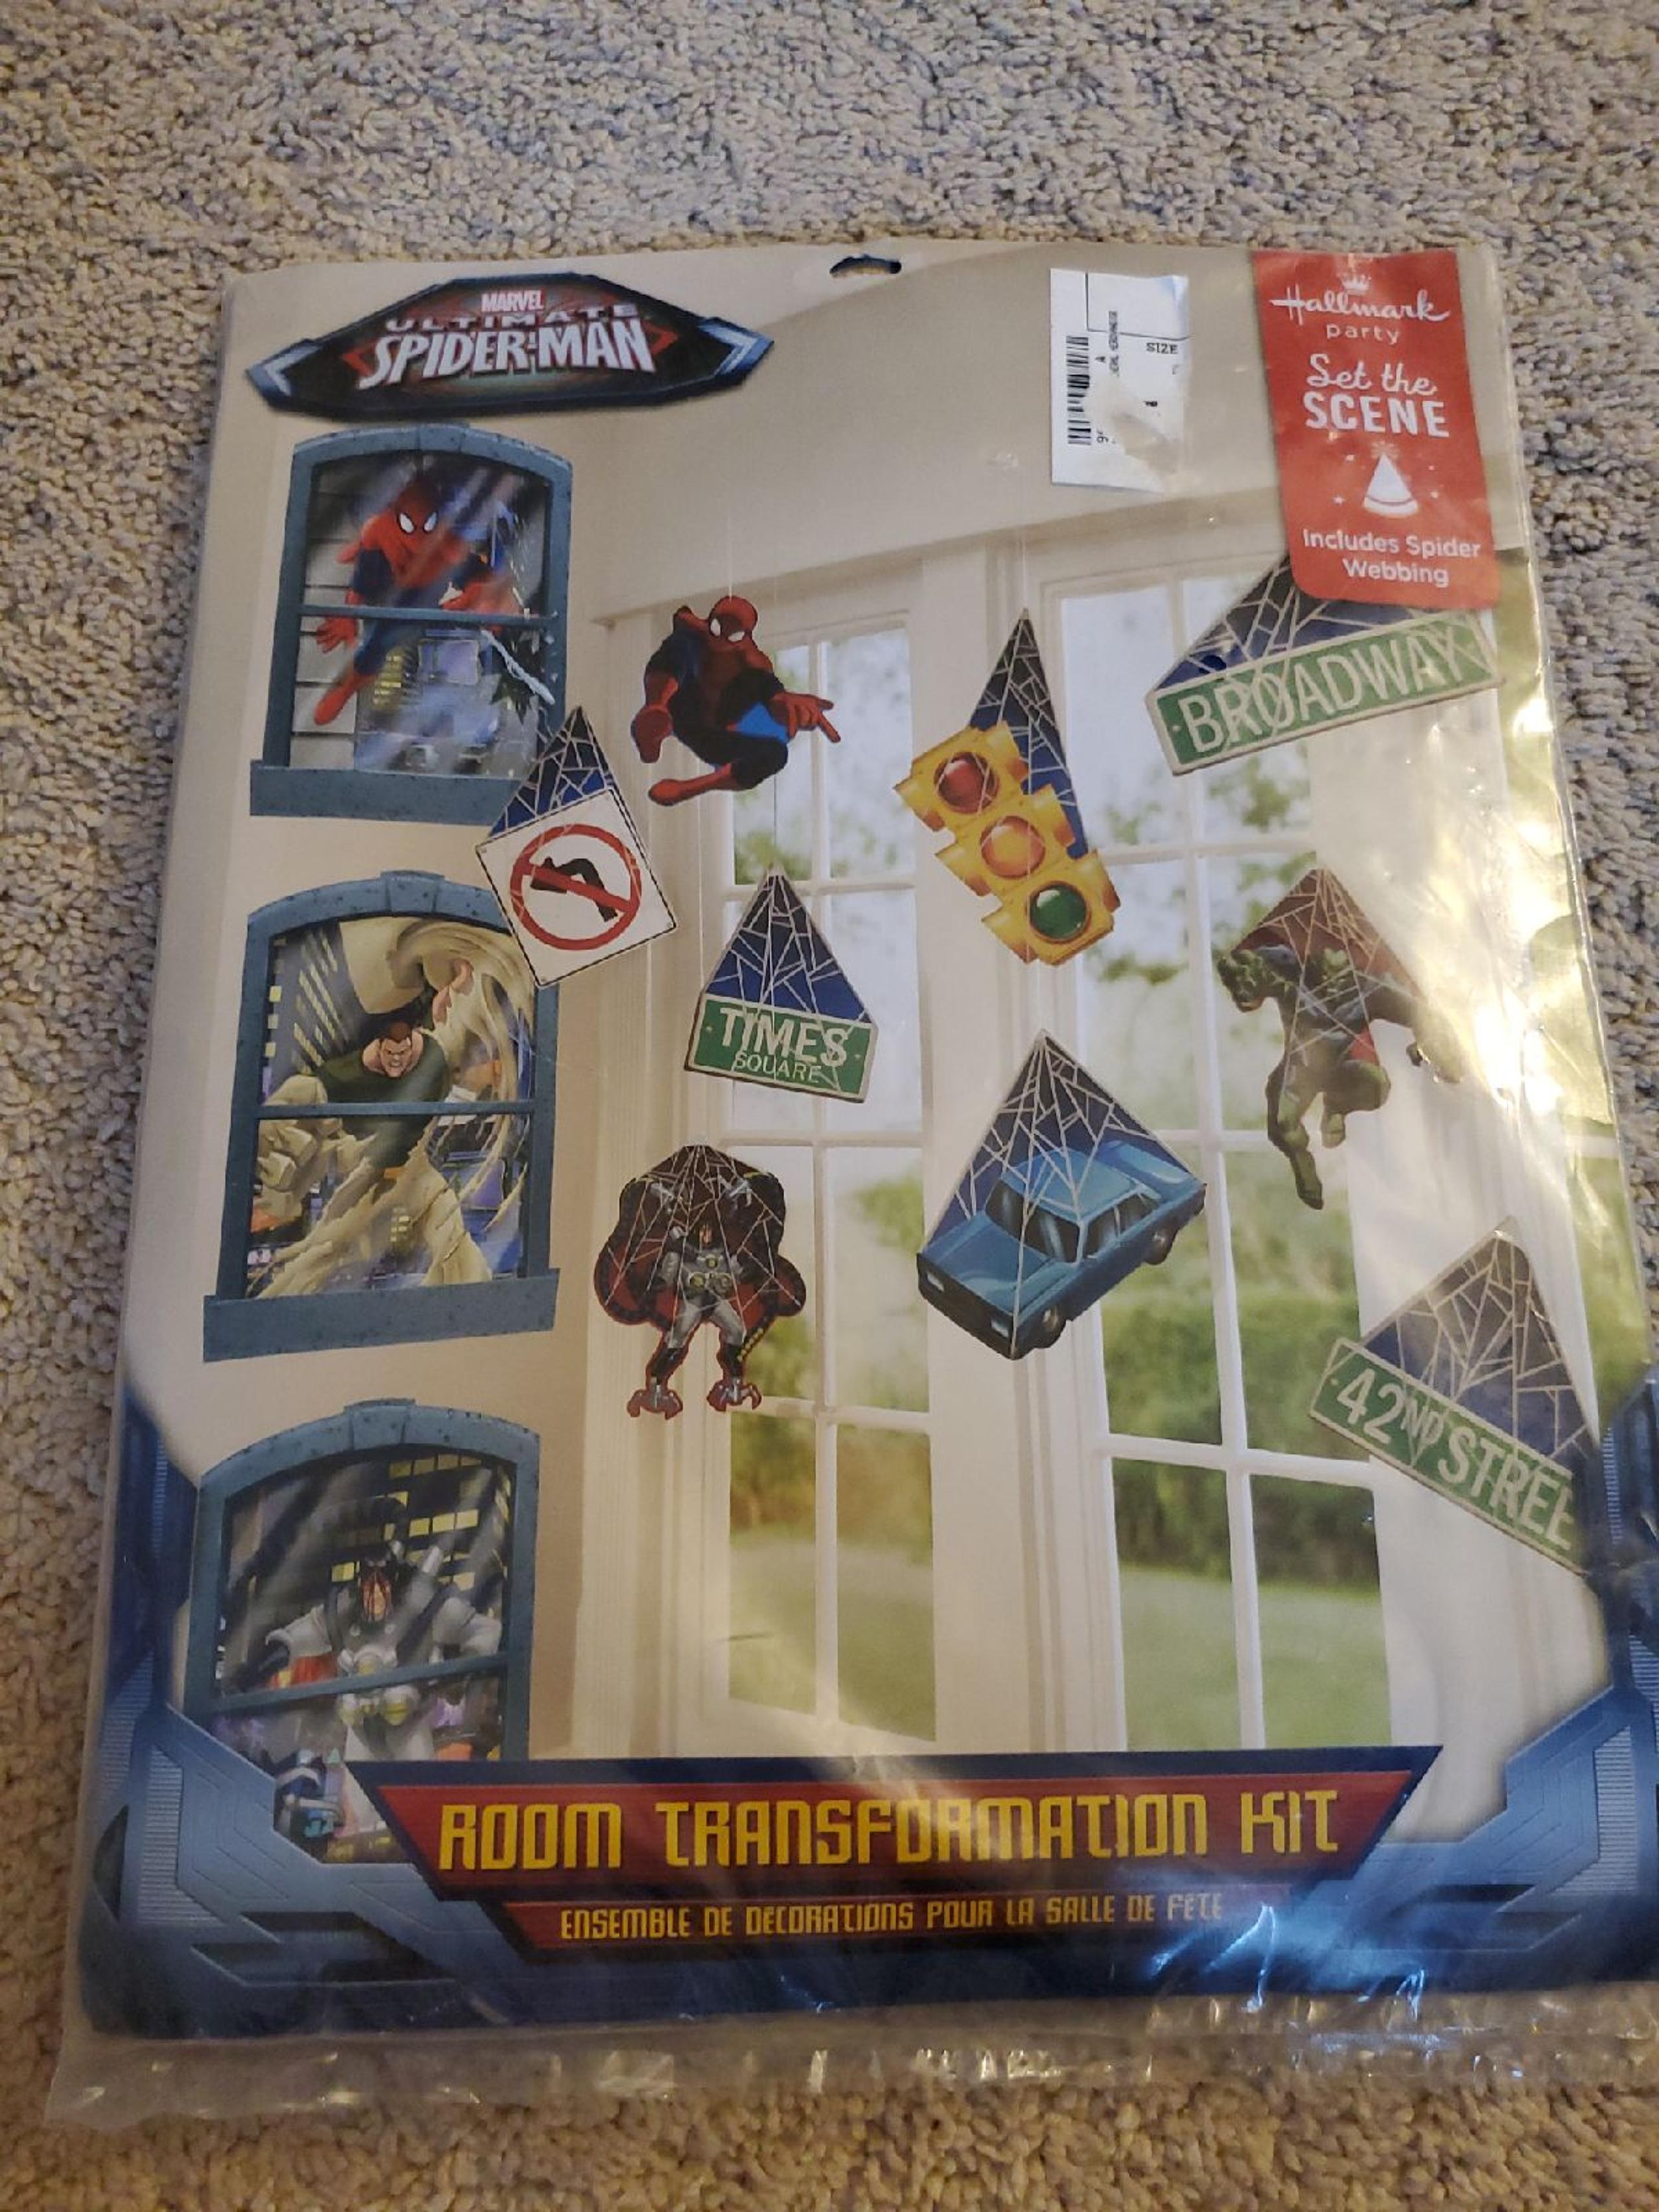 MARVEL
ULTIMATE
SPIDER-MAN
SIZE
Hallmark
party
Set the
SCENE
Includes Spider
Webbing
BROADWAY
TIMES
SQUARE
42ND STREE
ROOM TRANSFORMATION KIT
ENSEMBLE DE DECORATIONS POUR LA SALLE DE FÊTE